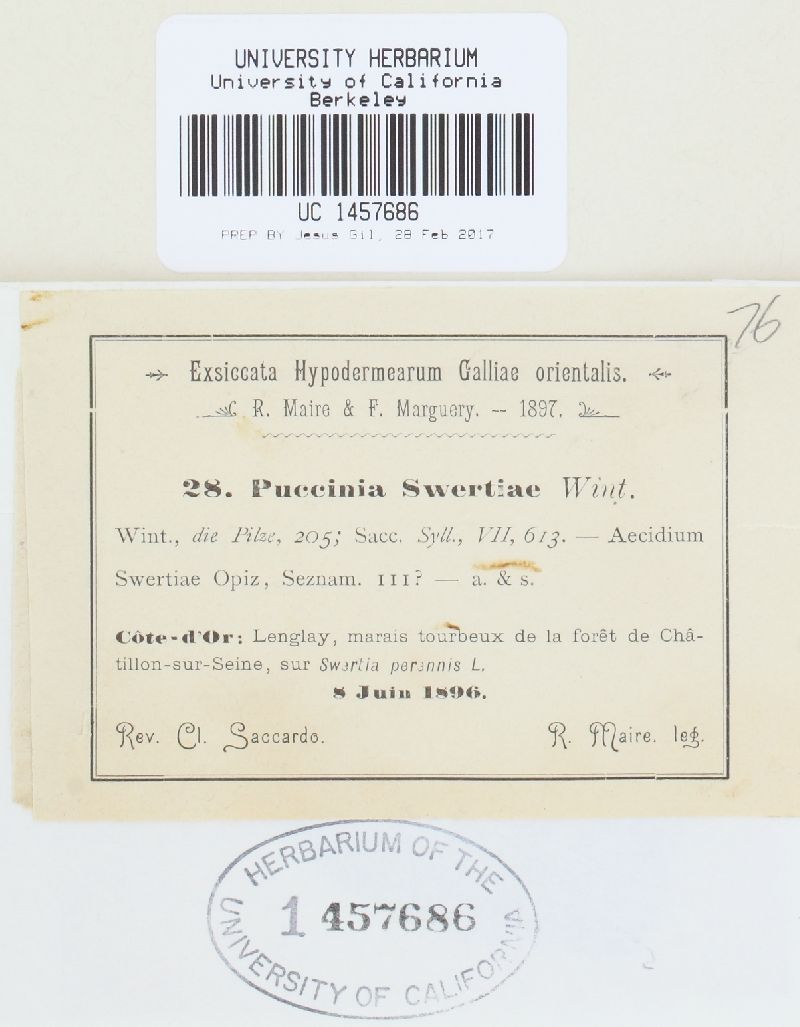 UNIVERSITY HERBARIUM
University of California
Berkeley
UC 1457686
PREP BY Jesus Gil, 28 Feb 2017
76
Exsiccata Hypodermearum Galliae orientalis.
R. Maire & F. Marguery. — 1897.
28. Puccinia Swertiae Wint.
Wint., die Pilze, 205; Sacc. Syll., VII, 613. — Aecidium
Swertiae Opiz, Seznam. III? — a. & s.
Côte-d'Or: Lenglay, marais tourbeux de la forêt de Châ-
tillon-sur-Seine, sur Swertia perennis L.
8 Juin 1896.
Rev. Cl. Saccardo. R. Maire. leg.
HERBARIUM OF THE
1 457686
UNIVERSITY OF CALIFORNIA